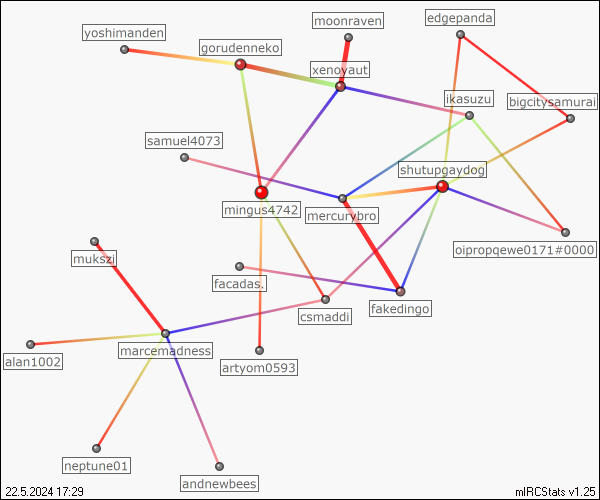 moonraven
edgepanda
yoshimanden
gorudenneko
xenoyaut
ikasuzu
bigcitysamurai
samuel4073
shutupgaydog
mingus4742
mercurybro
oipropqewe0171#0000
mukszi
facadas.
csmaddi
fakedingo
marcemadness
alan1002
artyom0593
neptune01
andnewbees
22.5.2024 17:29
mIRCStats v1.25